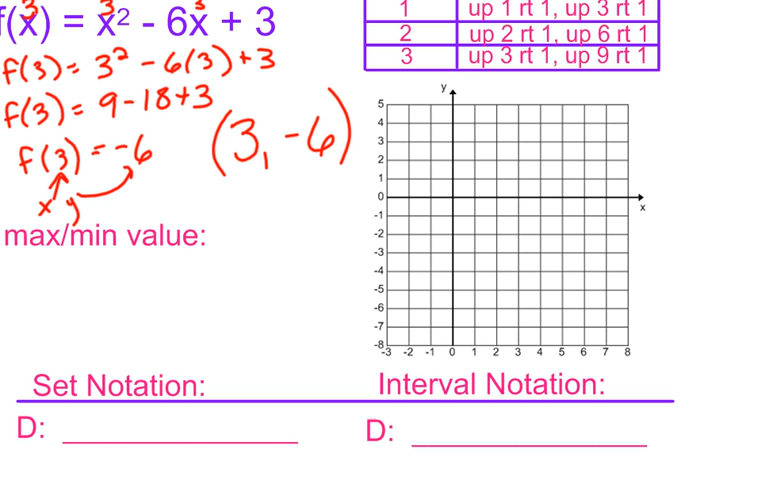 f(x) = x² - 6x + 3
3 3 3
f(3) = 3² - 6(3) + 3
f(3) = 9 - 18 + 3
f(3) = -6
(3, -6)
x y
max/min value:
1 up 1 rt 1, up 3 rt 1
2 up 2 rt 1, up 6 rt 1
3 up 3 rt 1, up 9 rt 1
y
5
4
3
2
1
0
-1
-2
-3
-4
-5
-6
-7
-8
x
-3 -2 -1 0 1 2 3 4 5 6 7 8
Set Notation:
Interval Notation:
D:
D: